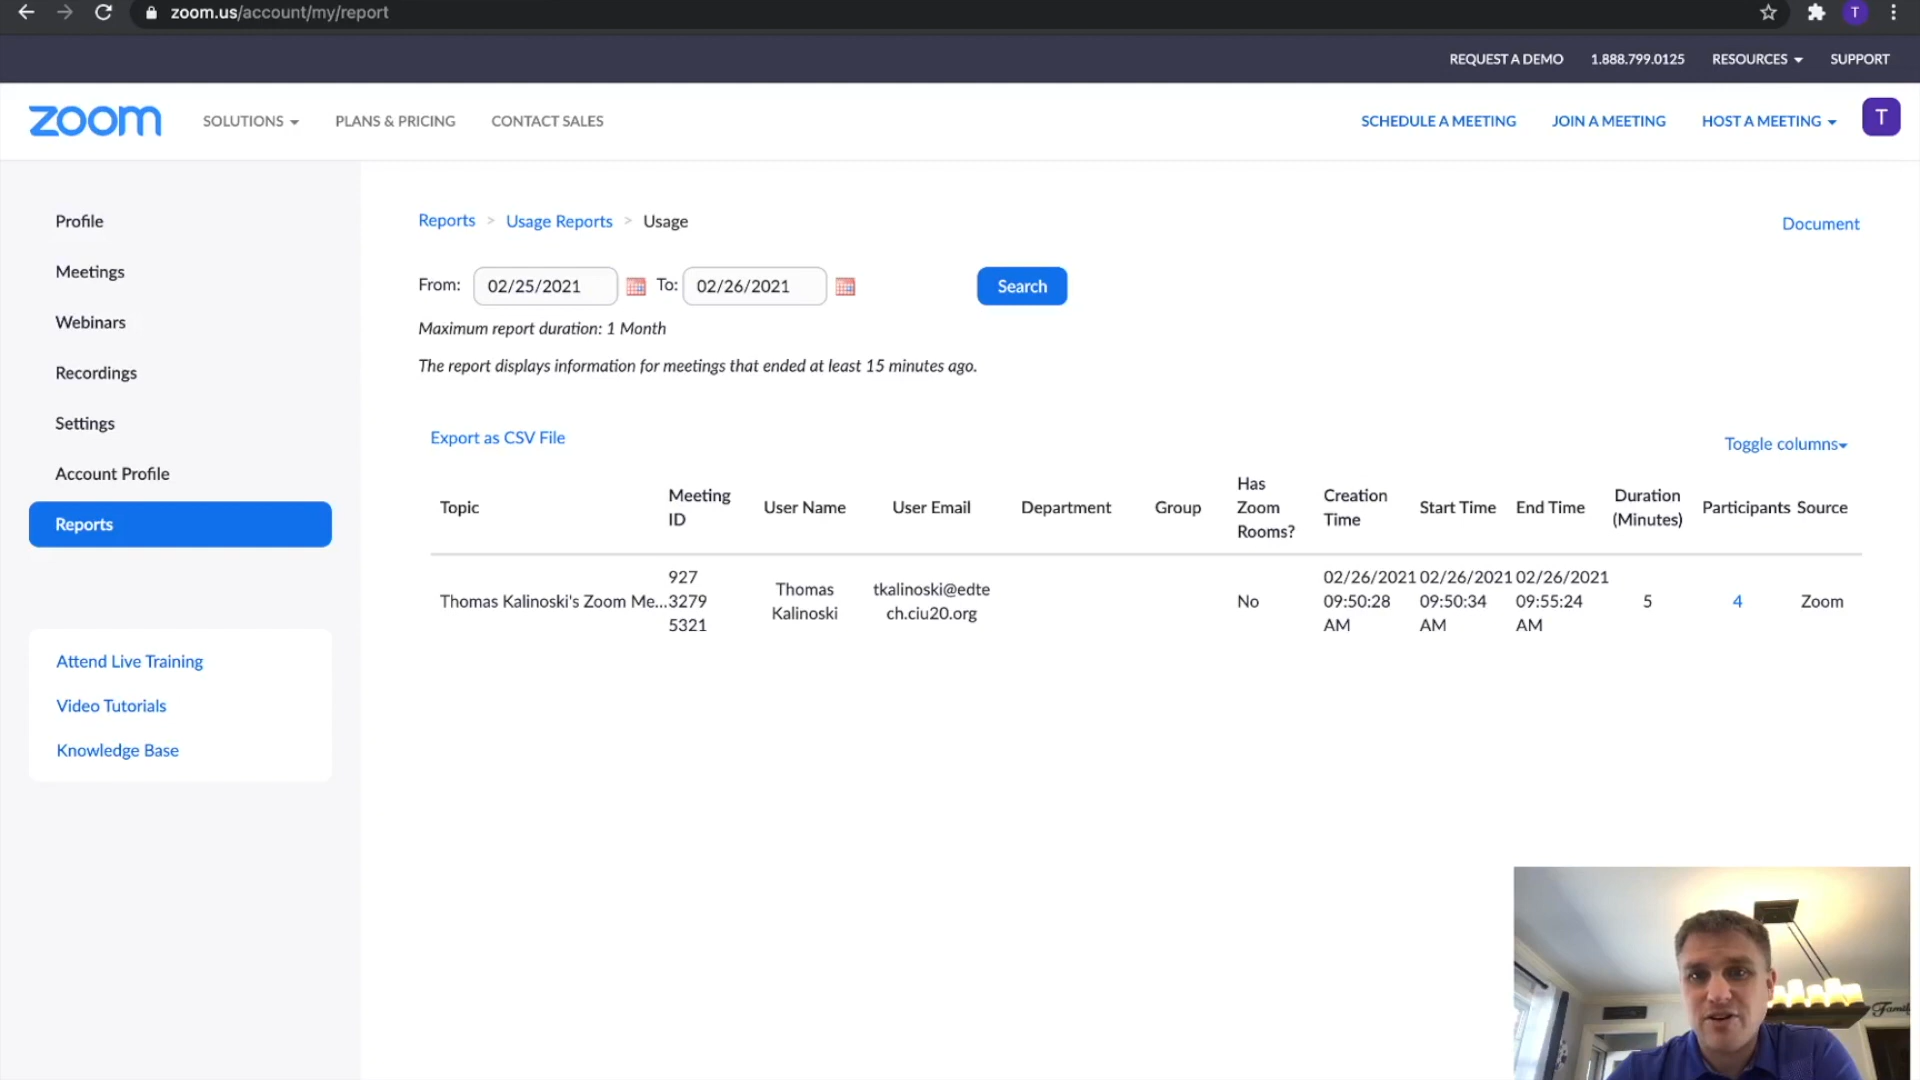 zoom.us/account/my/report
T
REQUEST A DEMO 1.888.799.0125 RESOURCES SUPPORT
zoom SOLUTIONS PLANS & PRICING CONTACT SALES SCHEDULE A MEETING JOIN A MEETING HOST A MEETING T
Profile
Meetings
Webinars
Recordings
Settings
Account Profile
Reports
Attend Live Training
Video Tutorials
Knowledge Base
Reports > Usage Reports > Usage
Document
From: 02/25/2021 To: 02/26/2021 Search
Maximum report duration: 1 Month
The report displays information for meetings that ended at least 15 minutes ago.
Export as CSV File
Toggle columns
Topic
Meeting
ID
User Name
User Email
Department
Group
Has
Zoom
Rooms?
Creation
Time
Start Time
End Time
Duration
(Minutes)
Participants
Source
Thomas Kalinoski's Zoom Me...
927
3279
5321
Thomas
Kalinoski
tkalinoski@edte
ch.ciu20.org
No
02/26/2021
09:50:28
AM
02/26/2021
09:50:34
AM
02/26/2021
09:55:24
AM
5
4
Zoom